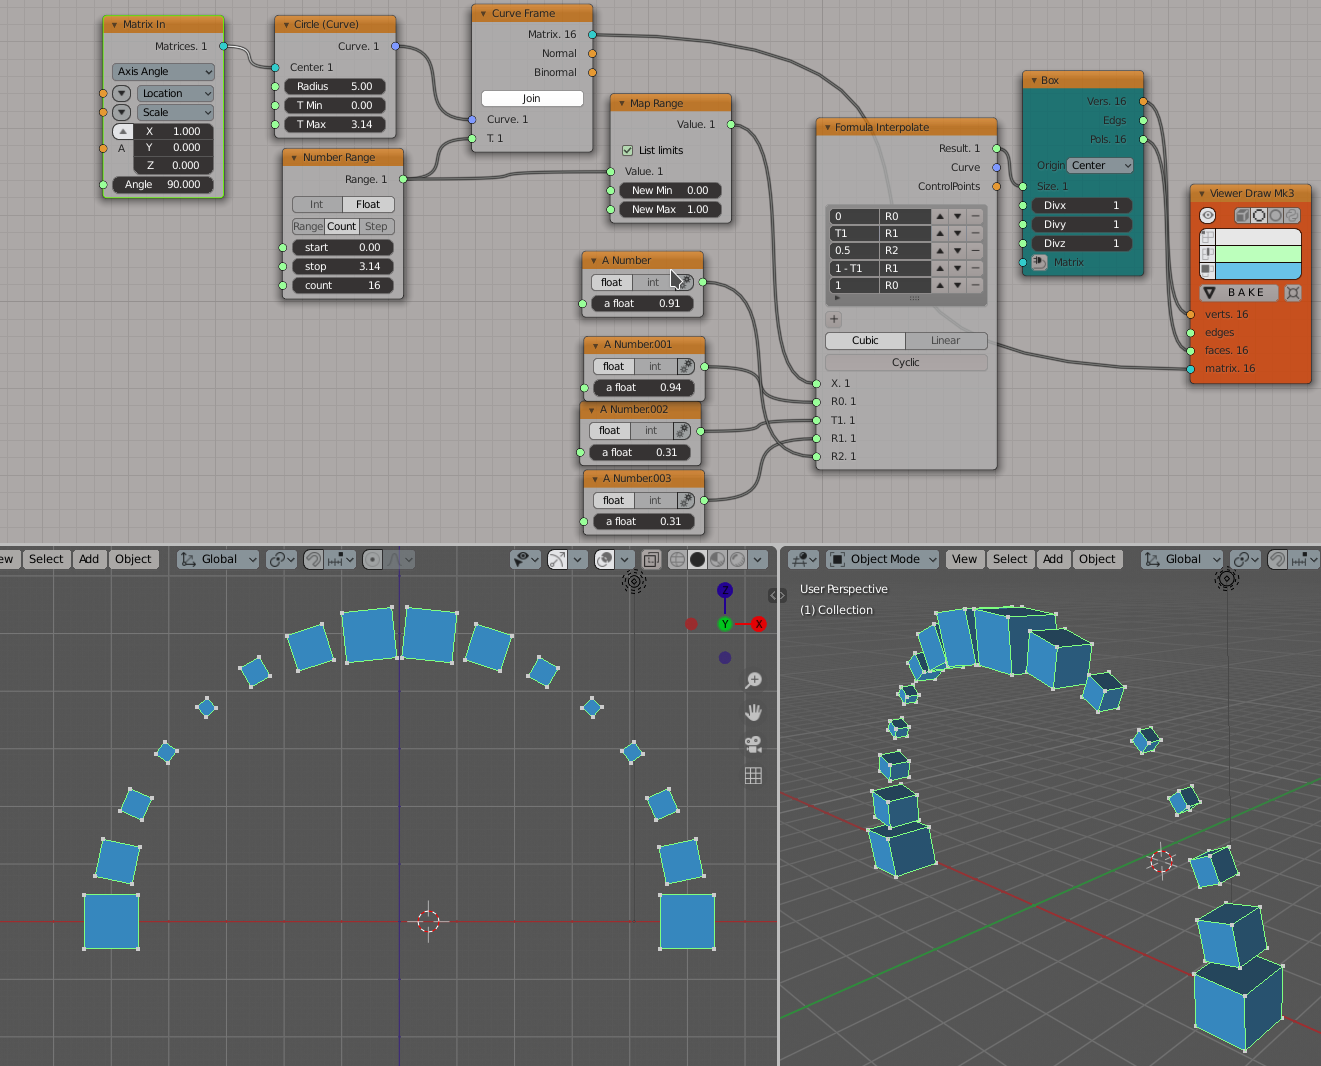 Matrix In
Matrices. 1
Axis Angle
Location
Scale
X 1.000
A Y 0.000
Z 0.000
Angle 90.000
Circle (Curve)
Curve. 1
Center. 1
Radius 5.00
T Min 0.00
T Max 3.14
Number Range
Range. 1
Int Float
Range Count Step
start 0.00
stop 3.14
count 16
Curve Frame
Matrix. 16
Normal
Binormal
Join
Curve. 1
T. 1
Map Range
Value. 1
List limits
Value. 1
New Min 0.00
New Max 1.00
A Number
float int
a float 0.91
A Number.001
float int
a float 0.94
A Number.002
float int
a float 0.31
A Number.003
float int
a float 0.31
Formula Interpolate
Result. 1
Curve
ControlPoints
0 R0
T1 R1
0.5 R2
1 - T1 R1
1 R0
Cubic Linear
Cyclic
X. 1
R0. 1
T1. 1
R1. 1
R2. 1
Box
Vers. 16
Edgs
Pols. 16
Origin Center
Size. 1
Divx 1
Divy 1
Divz 1
Matrix
Viewer Draw Mk3
BAKE
verts. 16
edges
faces. 16
matrix. 16
ew Select Add Object Global
Z
Y X
Object Mode View Select Add Object Global
User Perspective
(1) Collection